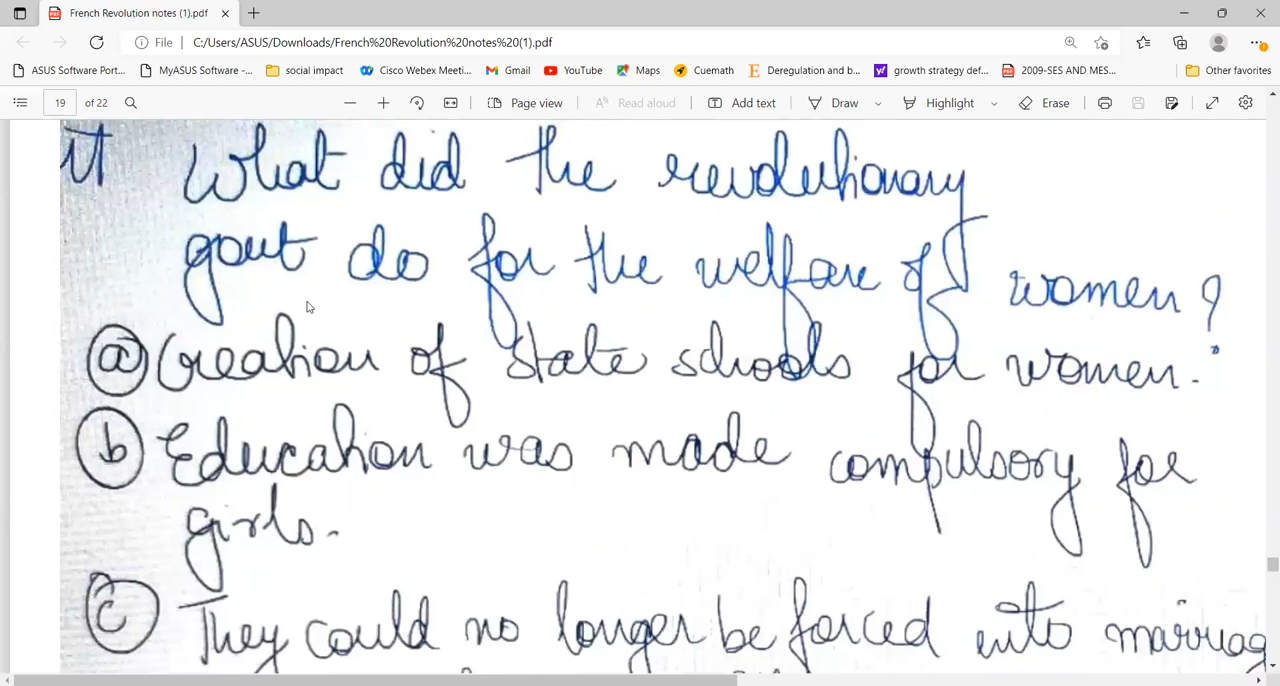 French Revolution notes (1).pdf
File C:/Users/ASUS/Downloads/French%20Revolution%20notes%20(1).pdf
ASUS Software Port... MyASUS Software -... social impact Cisco Webex Meeti... Gmail YouTube Maps Cuemath Deregulation and b... growth strategy def... 2009-SES AND MES... Other favorites
19 of 22 Page view Read aloud Add text Draw Highlight Erase
What did the revolutionary
govt do for the welfare of women?
(a) Creation of state schools for women.
(b) Education was made compulsory for
girls.
(c) They could no longer be forced into marriag